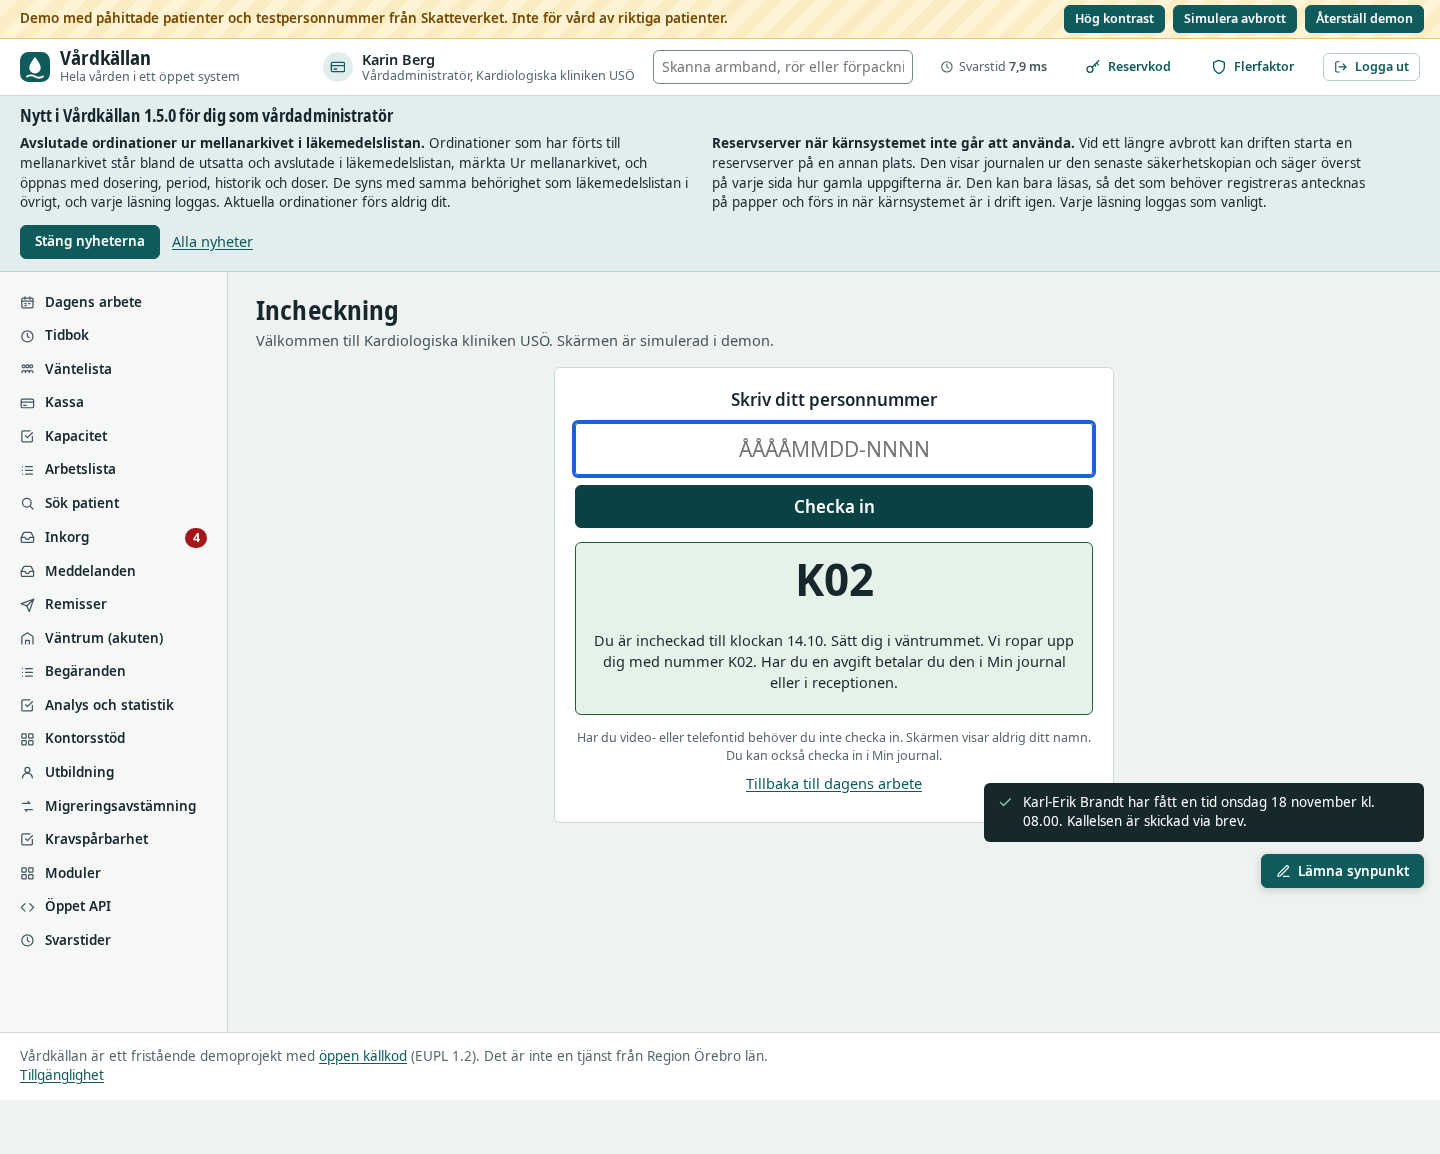 Demo med påhittade patienter och testpersonnummer från Skatteverket. Inte för vård av riktiga patienter.
Hög kontrast
Simulera avbrott
Återställ demon
Vårdkällan
Hela vården i ett öppet system
Karin Berg
Vårdadministratör, Kardiologiska kliniken USÖ
Skanna armband, rör eller förpackni
Svarstid 7,9 ms
Reservkod
Flerfaktor
Logga ut
Nytt i Vårdkällan 1.5.0 för dig som vårdadministratör
Avslutade ordinationer ur mellanarkivet i läkemedelslistan. Ordinationer som har förts till
mellanarkivet står bland de utsatta och avslutade i läkemedelslistan, märkta Ur mellanarkivet, och
öppnas med dosering, period, historik och doser. De syns med samma behörighet som läkemedelslistan i
övrigt, och varje läsning loggas. Aktuella ordinationer förs aldrig dit.
Reservserver när kärnsystemet inte går att använda. Vid ett längre avbrott kan driften starta en
reservserver på en annan plats. Den visar journalen ur den senaste säkerhetskopian och säger överst
på varje sida hur gamla uppgifterna är. Den kan bara läsas, så det som behöver registreras antecknas
på papper och förs in när kärnsystemet är i drift igen. Varje läsning loggas som vanligt.
Stäng nyheterna
Alla nyheter
Dagens arbete
Tidbok
Väntelista
Kassa
Kapacitet
Arbetslista
Sök patient
Inkorg
4
Meddelanden
Remisser
Väntrum (akuten)
Begäranden
Analys och statistik
Kontorsstöd
Utbildning
Migreringsavstämning
Kravspårbarhet
Moduler
Öppet API
Svarstider
Incheckning
Välkommen till Kardiologiska kliniken USÖ. Skärmen är simulerad i demon.
Skriv ditt personnummer
ÅÅÅÅMMDD-NNNN
Checka in
K02
Du är incheckad till klockan 14.10. Sätt dig i väntrummet. Vi ropar upp
dig med nummer K02. Har du en avgift betalar du den i Min journal
eller i receptionen.
Har du video- eller telefontid behöver du inte checka in. Skärmen visar aldrig ditt namn.
Du kan också checka in i Min journal.
Tillbaka till dagens arbete
Karl-Erik Brandt har fått en tid onsdag 18 november kl.
08.00. Kallelsen är skickad via brev.
Lämna synpunkt
Vårdkällan är ett fristående demoprojekt med öppen källkod (EUPL 1.2). Det är inte en tjänst från Region Örebro län.
Tillgänglighet